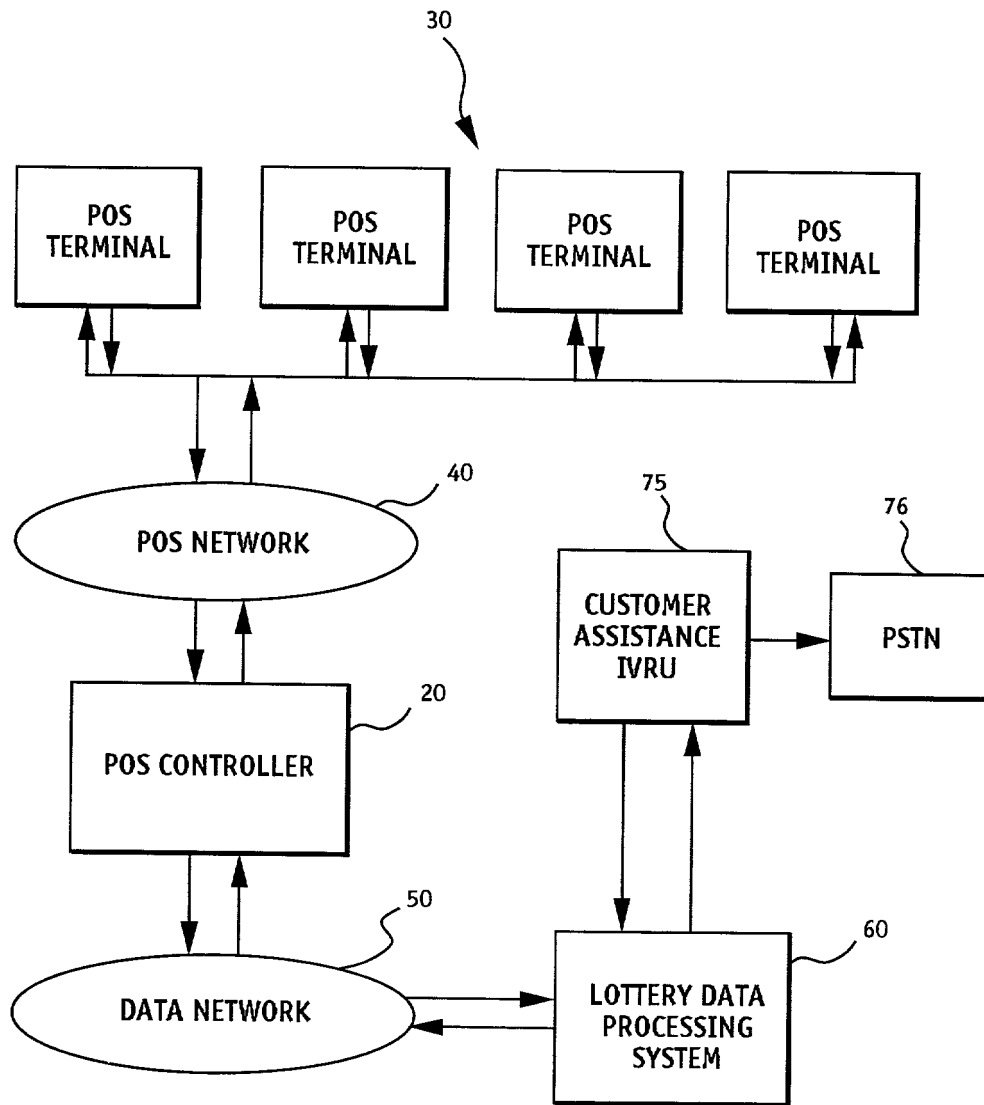 30
POS
TERMINAL
POS
TERMINAL
POS
TERMINAL
POS
TERMINAL
40
POS NETWORK
75
CUSTOMER
ASSISTANCE
IVRU
76
PSTN
20
POS CONTROLLER
50
DATA NETWORK
60
LOTTERY DATA
PROCESSING
SYSTEM